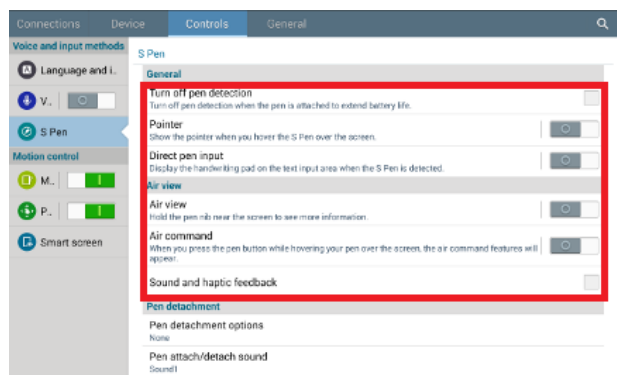 Connections Device Controls General
Voice and input methods
Language and i..
V..
S Pen
Motion control
M..
P..
Smart screen
S Pen
General
Turn off pen detection
Turn off pen detection when the pen is attached to extend battery life.
Pointer
Show the pointer when you hover the S Pen over the screen.
Direct pen input
Display the handwriting pad on the text input area when the S Pen is detected.
Air view
Air view
Hold the pen nib near the screen to see more information.
Air command
When you press the pen button while hovering your pen over the screen, the air command features will
appear.
Sound and haptic feedback
Pen detachment
Pen detachment options
None
Pen attach/detach sound
Sound1